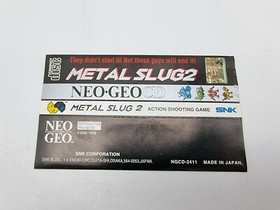 They didn't start it! But these guys will end it!
disc
METAL SLUG2
NEO•GEO CD
METAL SLUG 2 ACTION SHOOTING GAME SNK
NEO
GEO
SNK CORPORATION
NGCD-2411 MADE IN JAPAN.